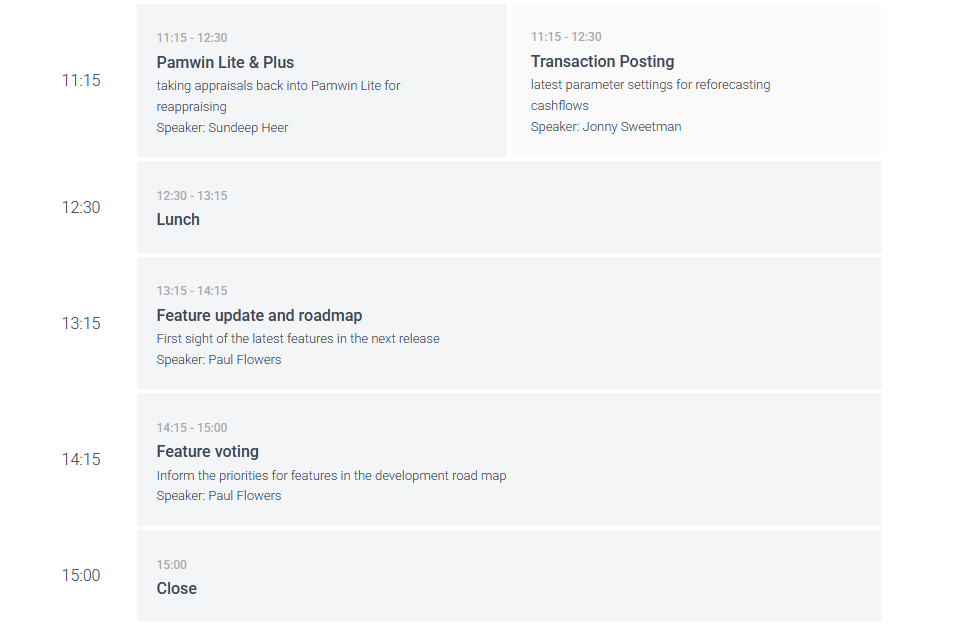 11:15
11:15 - 12:30
Pamwin Lite & Plus
taking appraisals back into Pamwin Lite for
reappraising
Speaker: Sundeep Heer
11:15 - 12:30
Transaction Posting
latest parameter settings for reforecasting
cashflows
Speaker: Jonny Sweetman
12:30
12:30 - 13:15
Lunch
13:15
13:15 - 14:15
Feature update and roadmap
First sight of the latest features in the next release
Speaker: Paul Flowers
14:15
14:15 - 15:00
Feature voting
Inform the priorities for features in the development road map
Speaker: Paul Flowers
15:00
15:00
Close